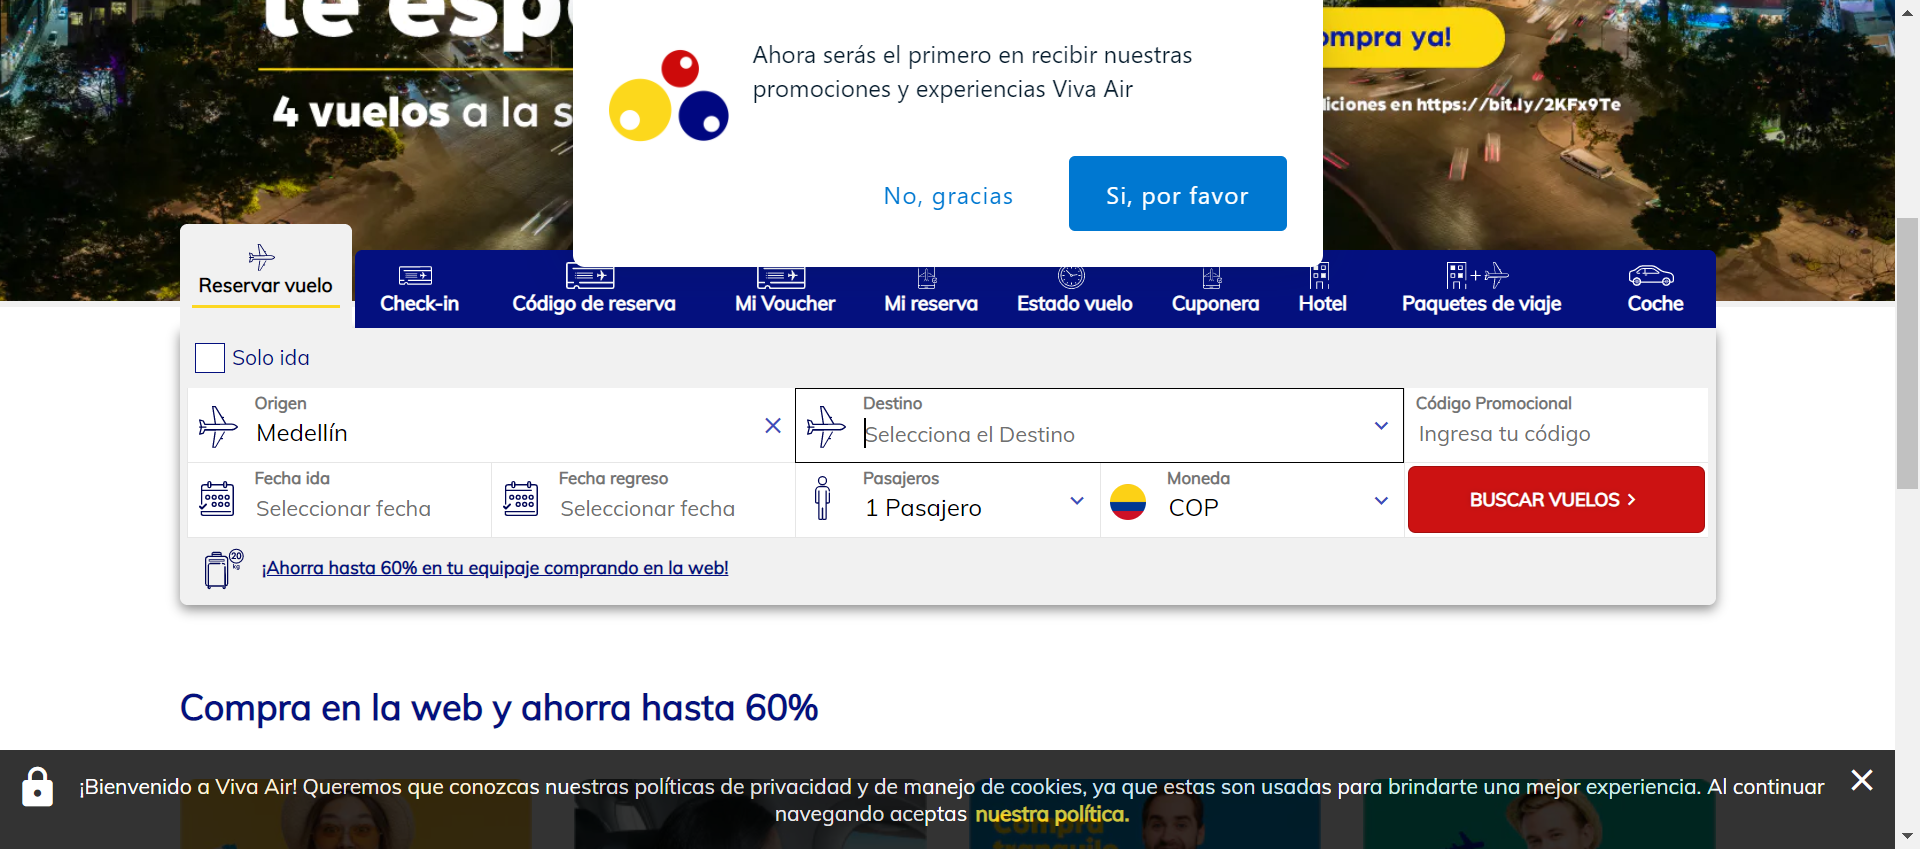 te esp
4 vuelos a la s
Ahora serás el primero en recibir nuestras
promociones y experiencias Viva Air
No, gracias
Si, por favor
ompra ya!
diciones en https://bit.ly/2KFx9Te
Reservar vuelo
Check-in
Código de reserva
Mi Voucher
Mi reserva
Estado vuelo
Cuponera
Hotel
Paquetes de viaje
Coche
Solo ida
Origen
Medellín
Destino
Selecciona el Destino
Código Promocional
Ingresa tu código
Fecha ida
Seleccionar fecha
Fecha regreso
Seleccionar fecha
Pasajeros
1 Pasajero
Moneda
COP
BUSCAR VUELOS
20
kg
¡Ahorra hasta 60% en tu equipaje comprando en la web!
Compra en la web y ahorra hasta 60%
¡Bienvenido a Viva Air! Queremos que conozcas nuestras políticas de privacidad y de manejo de cookies, ya que estas son usadas para brindarte una mejor experiencia. Al continuar
navegando aceptas nuestra política.
Compra
tranquilo